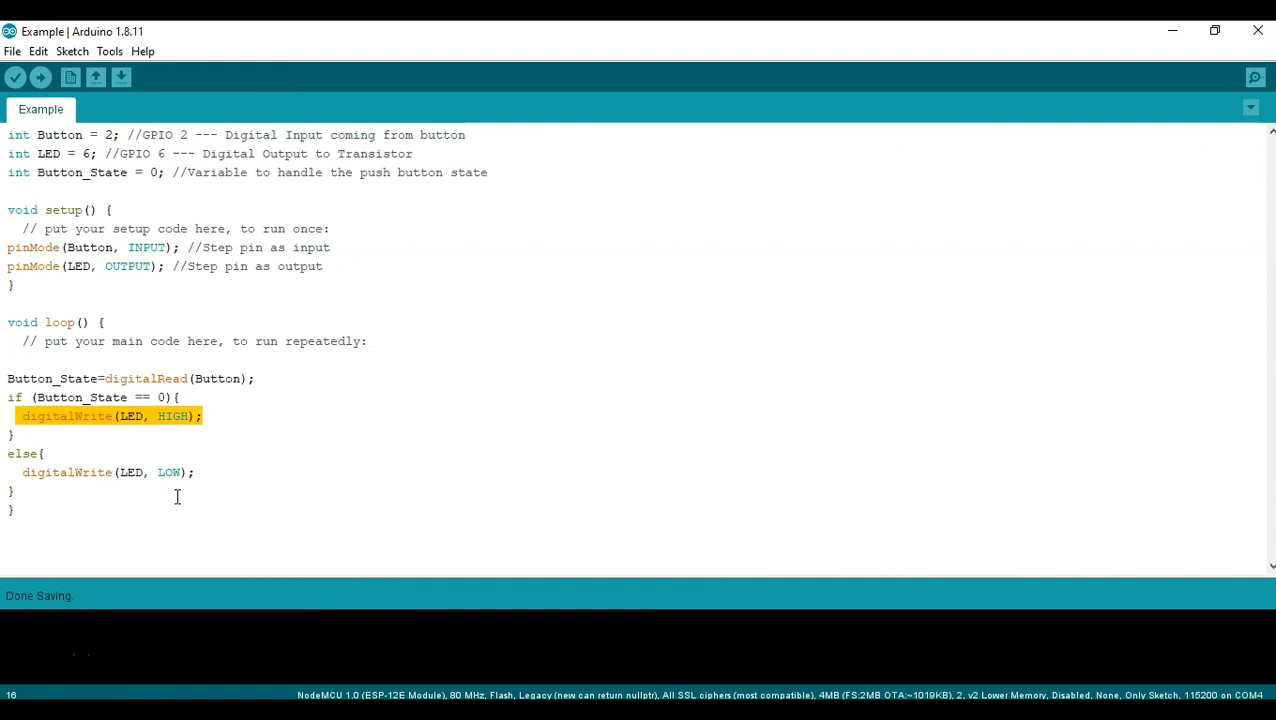 Example | Arduino 1.8.11
File Edit Sketch Tools Help
Example
int Button = 2; //GPIO 2 --- Digital Input coming from button
int LED = 6; //GPIO 6 --- Digital Output to Transistor
int Button_State = 0; //Variable to handle the push button state
void setup() {
// put your setup code here, to run once:
pinMode(Button, INPUT); //Step pin as input
pinMode(LED, OUTPUT); //Step pin as output
}
void loop() {
// put your main code here, to run repeatedly:
Button_State=digitalRead(Button);
if (Button_State == 0){
digitalWrite(LED, HIGH);
}
else{
digitalWrite(LED, LOW);
}
}
Done Saving.
16 NodeMCU 1.0 (ESP-12E Module), 80 MHz, Flash, Legacy (new can return nullptr), All SSL ciphers (most compatible), 4MB (FS:2MB OTA:~1019KB), 2, v2 Lower Memory, Disabled, None, Only Sketch, 115200 on COM4